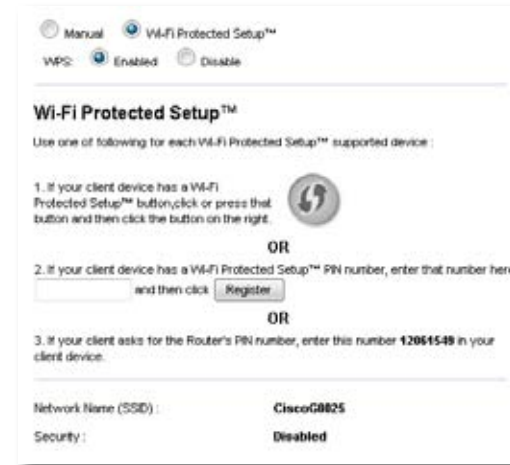 Manual Wi-Fi Protected Setup™
WPS: Enabled Disable
Wi-Fi Protected Setup™
Use one of following for each Wi-Fi Protected Setup™ supported device :
1. If your client device has a Wi-Fi
Protected Setup™ button,click or press that
button and then click the button on the right.
OR
2. If your client device has a Wi-Fi Protected Setup™ PIN number, enter that number here
and then click Register
OR
3. If your client asks for the Router's PIN number, enter this number 12061549 in your
client device.
Network Name (SSID) : CiscoG0025
Security : Disabled